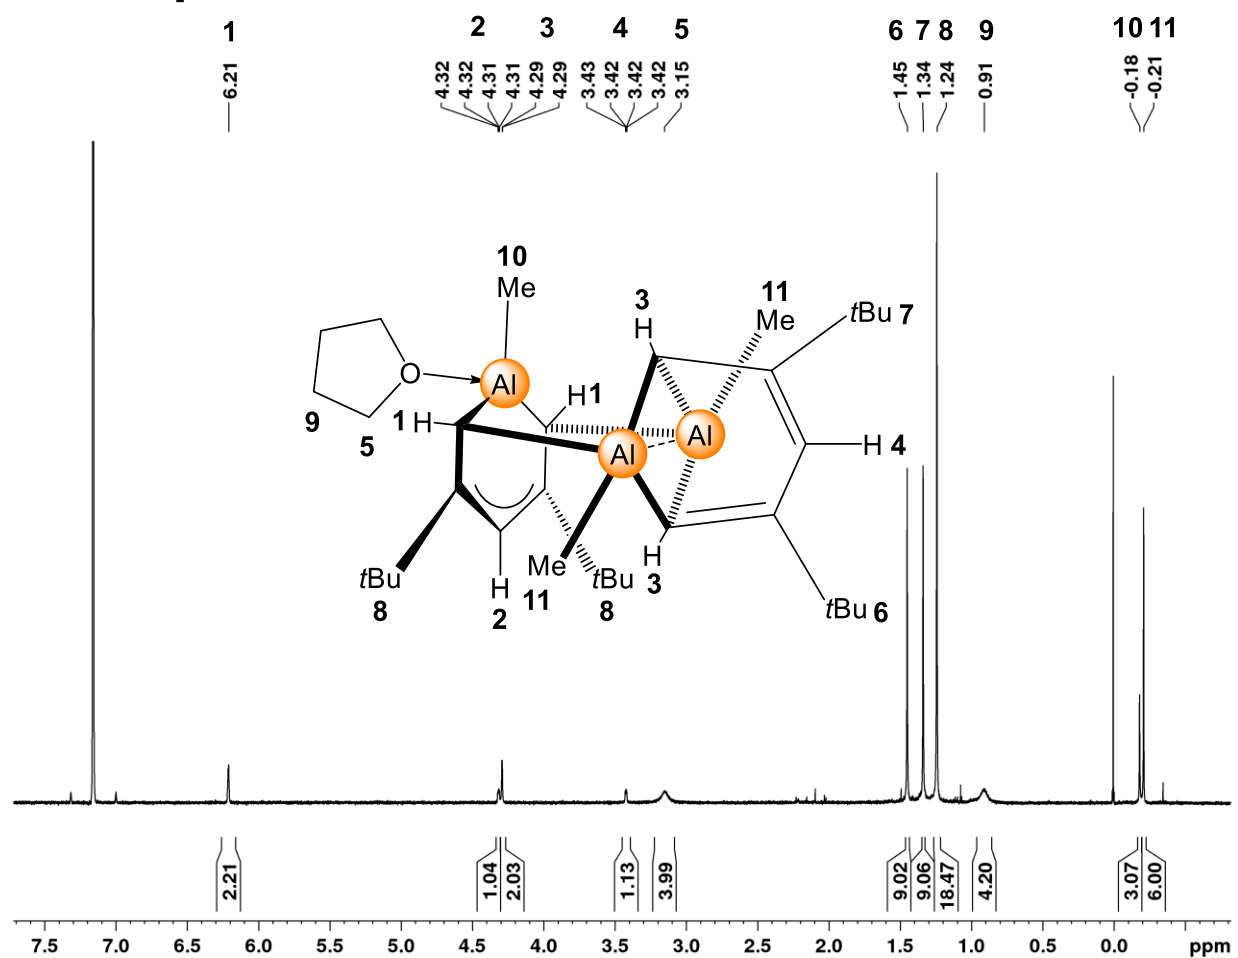 1 2 3 4 5 6 7 8 9 10 11
6.21 4.32 4.32 4.31 4.31 4.29 4.29 3.43 3.42 3.42 3.42 3.15 1.45 1.34 1.24 0.91 -0.18 -0.21
10
Me
11
Me
3
H
tBu 7
O
Al
H 1
9
5
1 H
Al
Al
H 4
tBu
8
H
2
Me
11
tBu
8
H
3
tBu 6
2.21 1.04 2.03 1.13 3.99 9.02 9.06 18.47 4.20 3.07 6.00
7.5 7.0 6.5 6.0 5.5 5.0 4.5 4.0 3.5 3.0 2.5 2.0 1.5 1.0 0.5 0.0 ppm